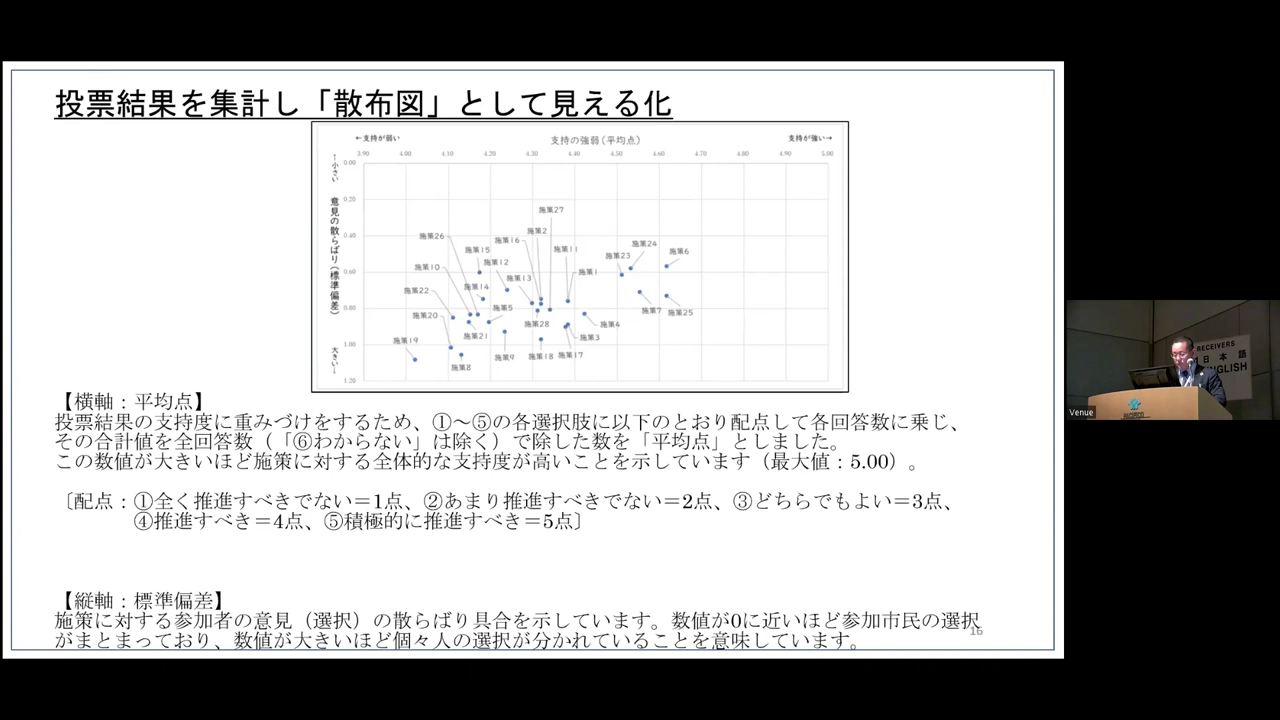 投票結果を集計し「散布図」として見える化
←支持が弱い 支持の強弱(平均点) 支持が強い→
3.90 4.00 4.10 4.20 4.30 4.40 4.50 4.60 4.70 4.80 4.90 5.00
←小さい 意見の散らばり(標準偏差) 大きい→
0.00
0.20
0.40
0.60
0.80
1.00
1.20
施策27
施策26 施策16 施策2
施策15 施策11 施策24 施策6
施策10 施策12 施策13 施策1 施策23
施策22 施策14
施策20 施策5 施策7 施策25
施策21 施策28 施策4
施策19 施策3
施策8 施策9 施策18 施策17
【横軸:平均点】
投票結果の支持度に重みづけをするため、①～⑤の各選択肢に以下のとおり配点して各回答数に乗じ、
その合計値を全回答数(「⑥わからない」は除く)で除した数を「平均点」としました。
この数値が大きいほど施策に対する全体的な支持度が高いことを示しています(最大値:5.00)。
〔配点:①全く推進すべきでない=1点、②あまり推進すべきでない=2点、③どちらでもよい=3点、
④推進すべき=4点、⑤積極的に推進すべき=5点〕
【縦軸:標準偏差】
施策に対する参加者の意見(選択)の散らばり具合を示しています。数値が0に近いほど参加市民の選択
がまとまっており、数値が大きいほど個々人の選択が分かれていることを意味しています。
16
RECEIVERS
日本語
ENGLISH
Venue